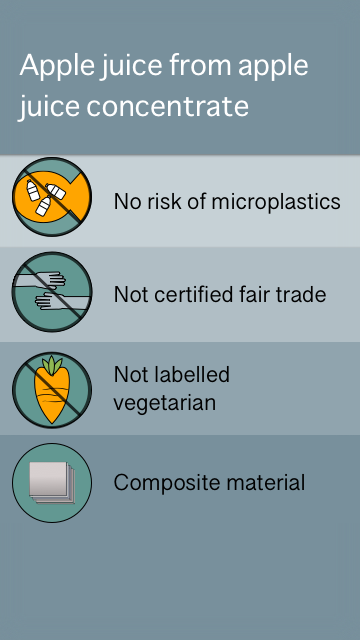 Apple juice from apple
juice concentrate
No risk of microplastics
Not certified fair trade
Not labelled
vegetarian
Composite material